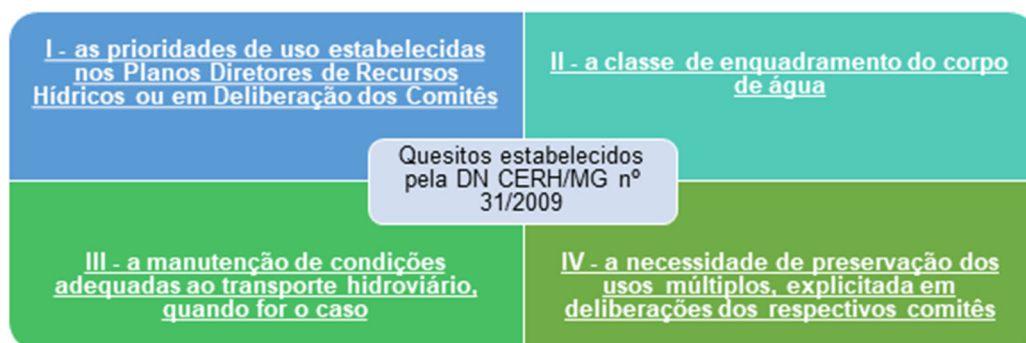 I - as prioridades de uso estabelecidas
nos Planos Diretores de Recursos
Hídricos ou em Deliberação dos Comitês
II - a classe de enquadramento do corpo
de água
Quesitos estabelecidos
pela DN CERH/MG nº
31/2009
III - a manutenção de condições
adequadas ao transporte hidroviário,
quando for o caso
IV - a necessidade de preservação dos
usos múltiplos, explicitada em
deliberações dos respectivos comitês